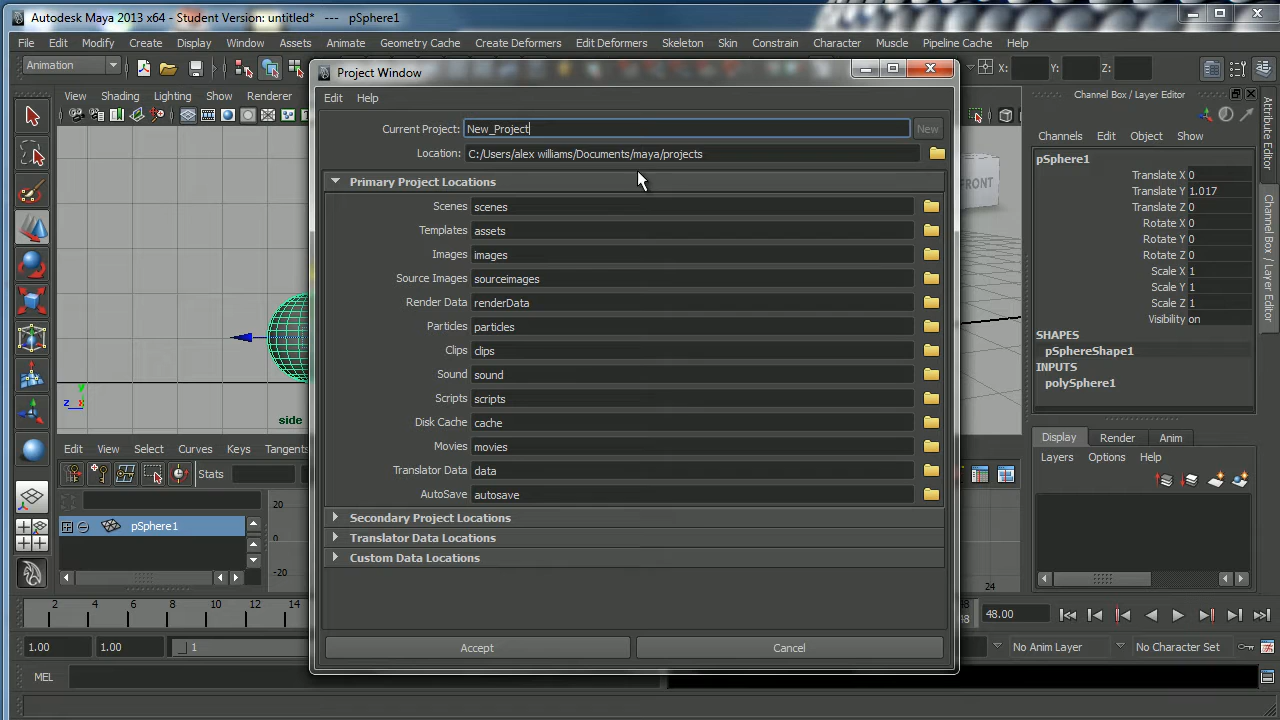 Autodesk Maya 2013 x64 - Student Version: untitled* --- pSphere1
File Edit Modify Create Display Window Assets Animate Geometry Cache Create Deformers Edit Deformers Skeleton Skin Constrain Character Muscle Pipeline Cache Help
Animation
X: Y: Z:
Project Window
View Shading Lighting Show Renderer
Channel Box / Layer Editor
Edit Help
Current Project: New_Project New
Channels Edit Object Show
Location: C:/Users/alex williams/Documents/maya/projects
pSphere1
Primary Project Locations
FRONT
Translate X 0
Translate Y 1.017
Translate Z 0
Rotate X 0
Rotate Y 0
Rotate Z 0
Scale X 1
Scale Y 1
Scale Z 1
Visibility on
SHAPES
pSphereShape1
INPUTS
polySphere1
Attribute Editor
Channel Box / Layer Editor
Scenes scenes
Templates assets
Images images
Source Images sourceimages
Render Data renderData
Particles particles
Clips clips
Sound sound
Scripts scripts
Disk Cache cache
Movies movies
Translator Data data
AutoSave autosave
Secondary Project Locations
Translator Data Locations
Custom Data Locations
Accept Cancel
y
z x
side
Edit View Select Curves Keys Tangents
Stats
20
0
-20
pSphere1
Display Render Anim
Layers Options Help
24
2 4 6 8 10 12 14
48
48.00
1.00 1.00 1
No Anim Layer No Character Set
MEL